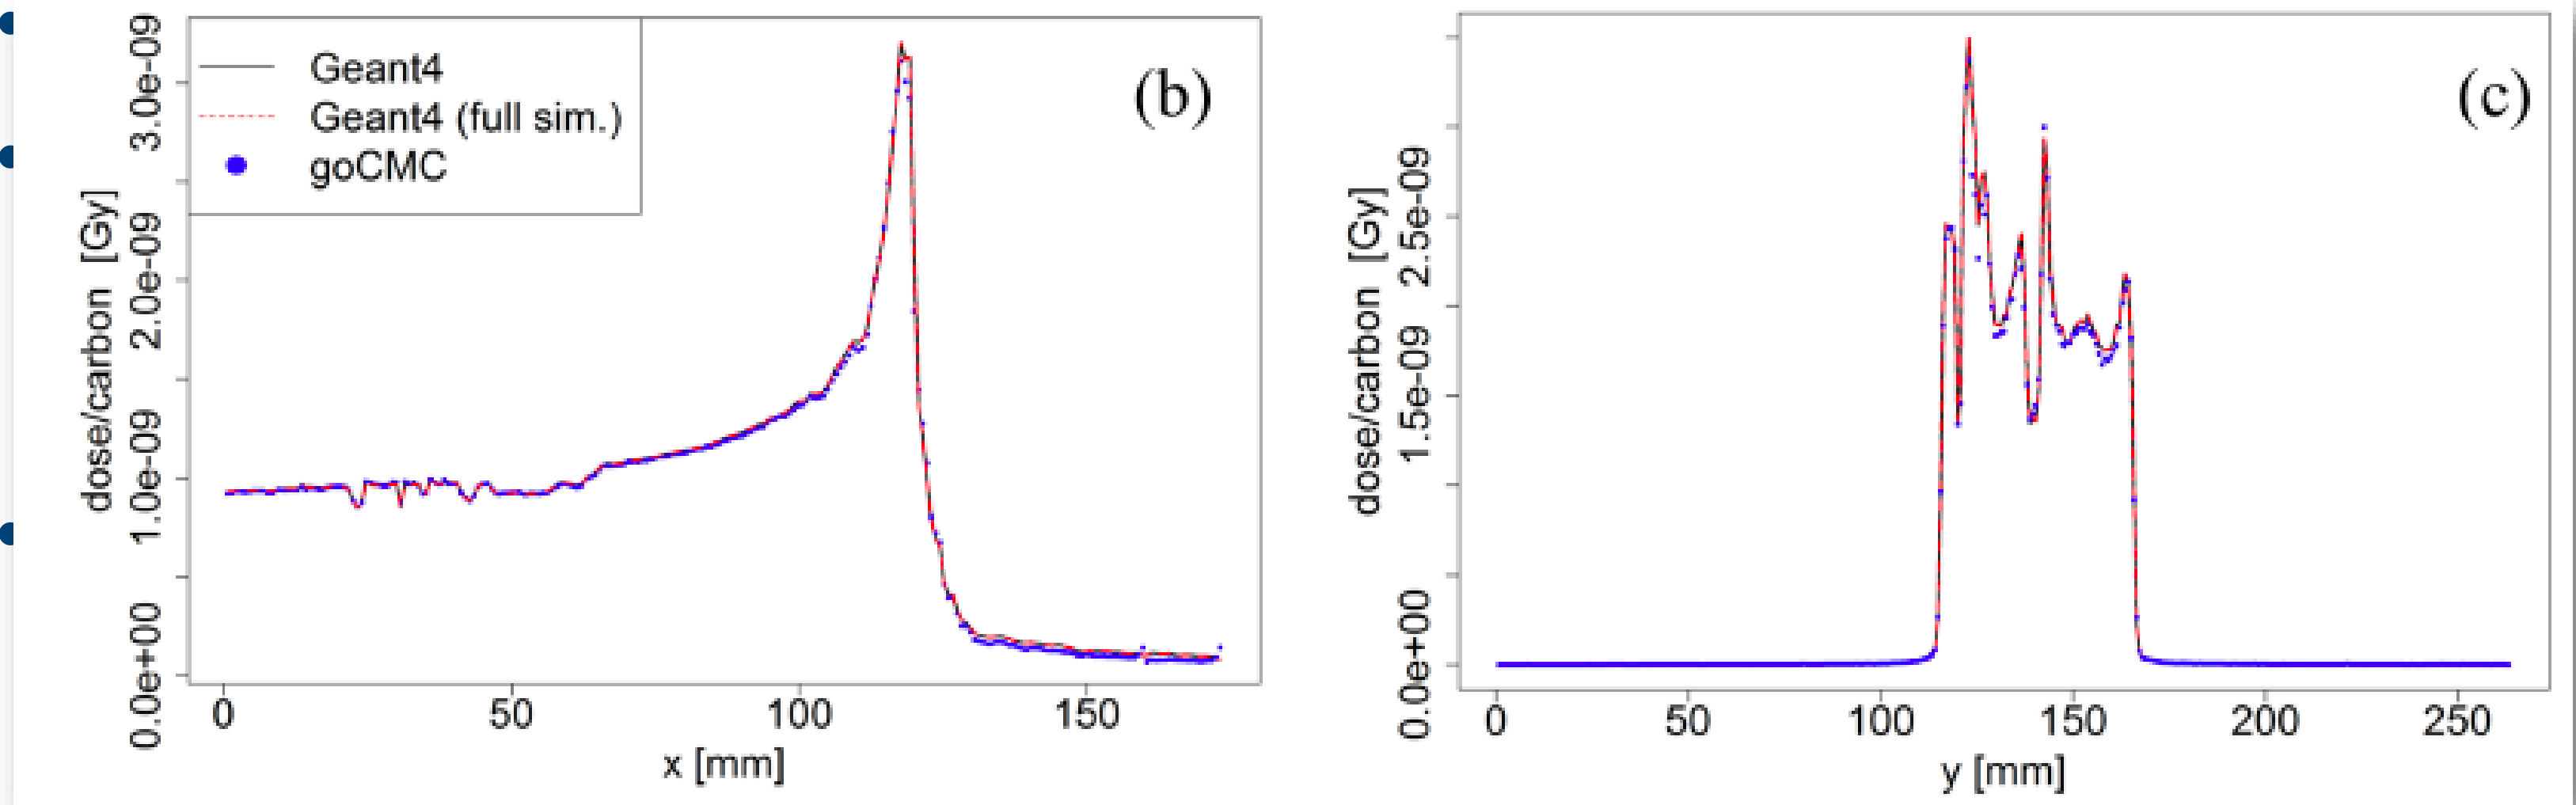 Geant4
Geant4 (full sim.)
goCMC
(b)
dose/carbon [Gy]
0.0e+00 1.0e-09 2.0e-09 3.0e-09
0 50 100 150
x [mm]
(c)
dose/carbon [Gy]
0.0e+00 1.5e-09 2.5e-09
0 50 100 150 200 250
y [mm]